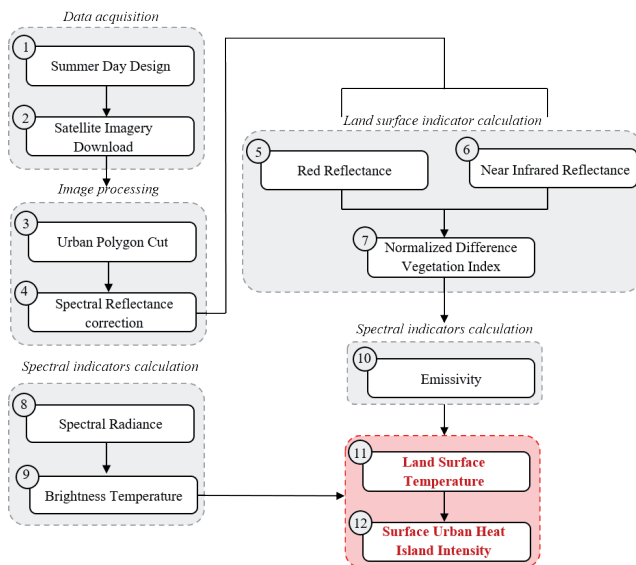 Data acquisition
1
Summer Day Design
2
Satellite Imagery
Download
Image processing
3
Urban Polygon Cut
4
Spectral Reflectance
correction
Land surface indicator calculation
5
Red Reflectance
6
Near Infrared Reflectance
7
Normalized Difference
Vegetation Index
Spectral indicators calculation
8
Spectral Radiance
9
Brightness Temperature
Spectral indicators calculation
10
Emissivity
11
Land Surface
Temperature
12
Surface Urban Heat
Island Intensity